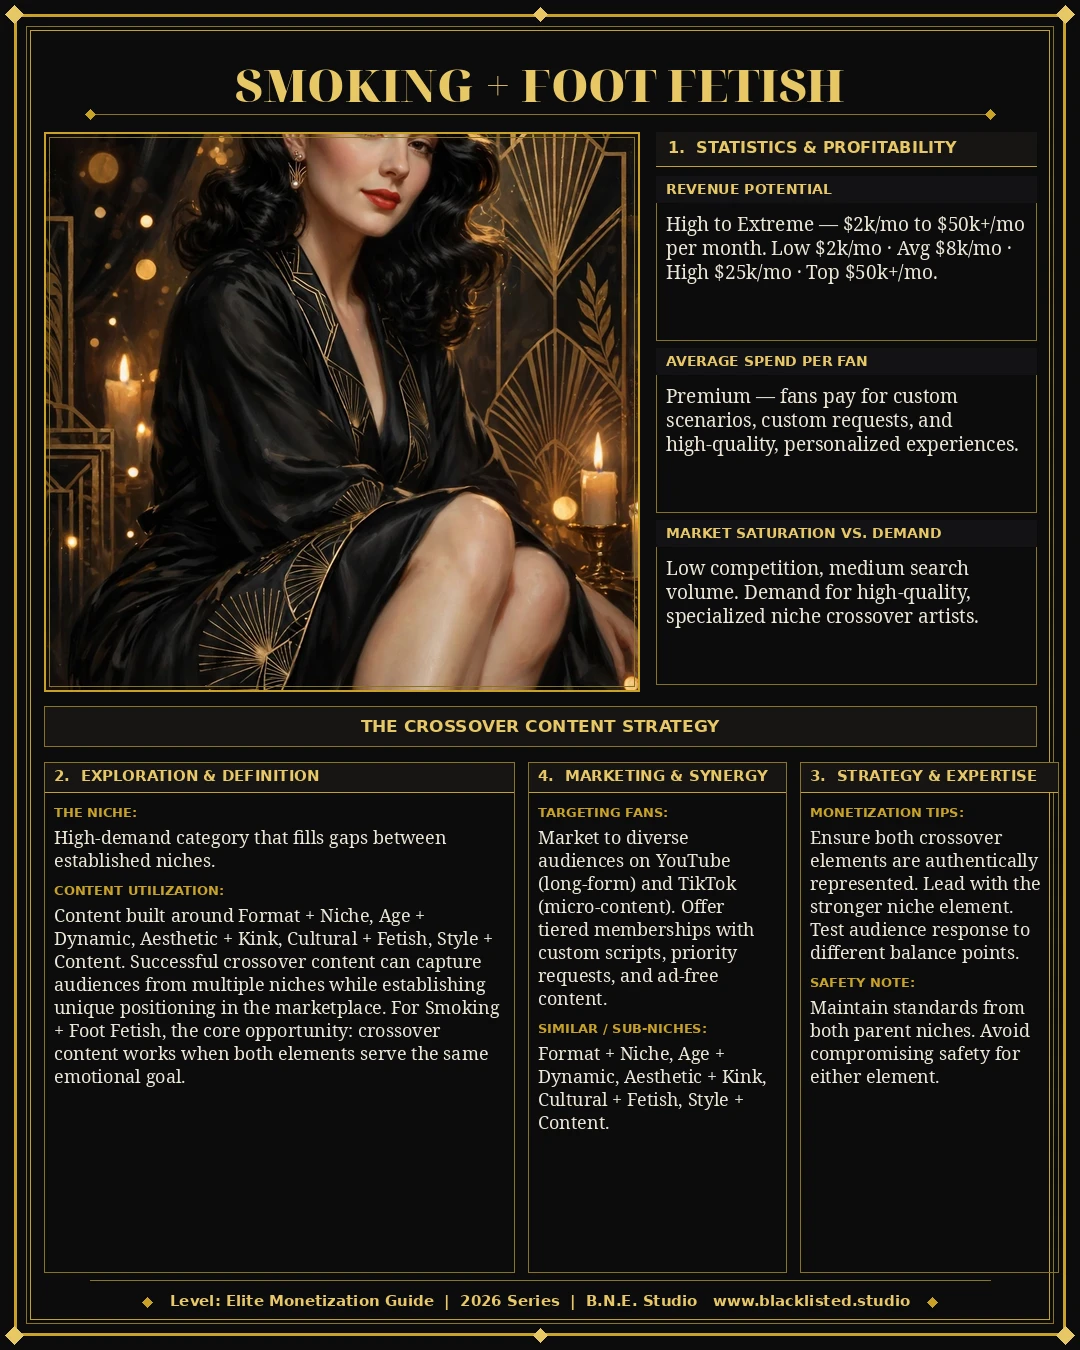 SMOKING + FOOT FETISH
1. STATISTICS & PROFITABILITY
REVENUE POTENTIAL
High to Extreme — $2k/mo to $50k+/mo
per month. Low $2k/mo · Avg $8k/mo ·
High $25k/mo · Top $50k+/mo.
AVERAGE SPEND PER FAN
Premium — fans pay for custom
scenarios, custom requests, and
high-quality, personalized experiences.
MARKET SATURATION VS. DEMAND
Low competition, medium search
volume. Demand for high-quality,
specialized niche crossover artists.
THE CROSSOVER CONTENT STRATEGY
2. EXPLORATION & DEFINITION
THE NICHE:
High-demand category that fills gaps between
established niches.
CONTENT UTILIZATION:
Content built around Format + Niche, Age +
Dynamic, Aesthetic + Kink, Cultural + Fetish, Style +
Content. Successful crossover content can capture
audiences from multiple niches while establishing
unique positioning in the marketplace. For Smoking
+ Foot Fetish, the core opportunity: crossover
content works when both elements serve the same
emotional goal.
4. MARKETING & SYNERGY
TARGETING FANS:
Market to diverse
audiences on YouTube
(long-form) and TikTok
(micro-content). Offer
tiered memberships with
custom scripts, priority
requests, and ad-free
content.
SIMILAR / SUB-NICHES:
Format + Niche, Age +
Dynamic, Aesthetic + Kink,
Cultural + Fetish, Style +
Content.
3. STRATEGY & EXPERTISE
MONETIZATION TIPS:
Ensure both crossover
elements are authentically
represented. Lead with the
stronger niche element.
Test audience response to
different balance points.
SAFETY NOTE:
Maintain standards from
both parent niches. Avoid
compromising safety for
either element.
Level: Elite Monetization Guide | 2026 Series | B.N.E. Studio www.blacklisted.studio